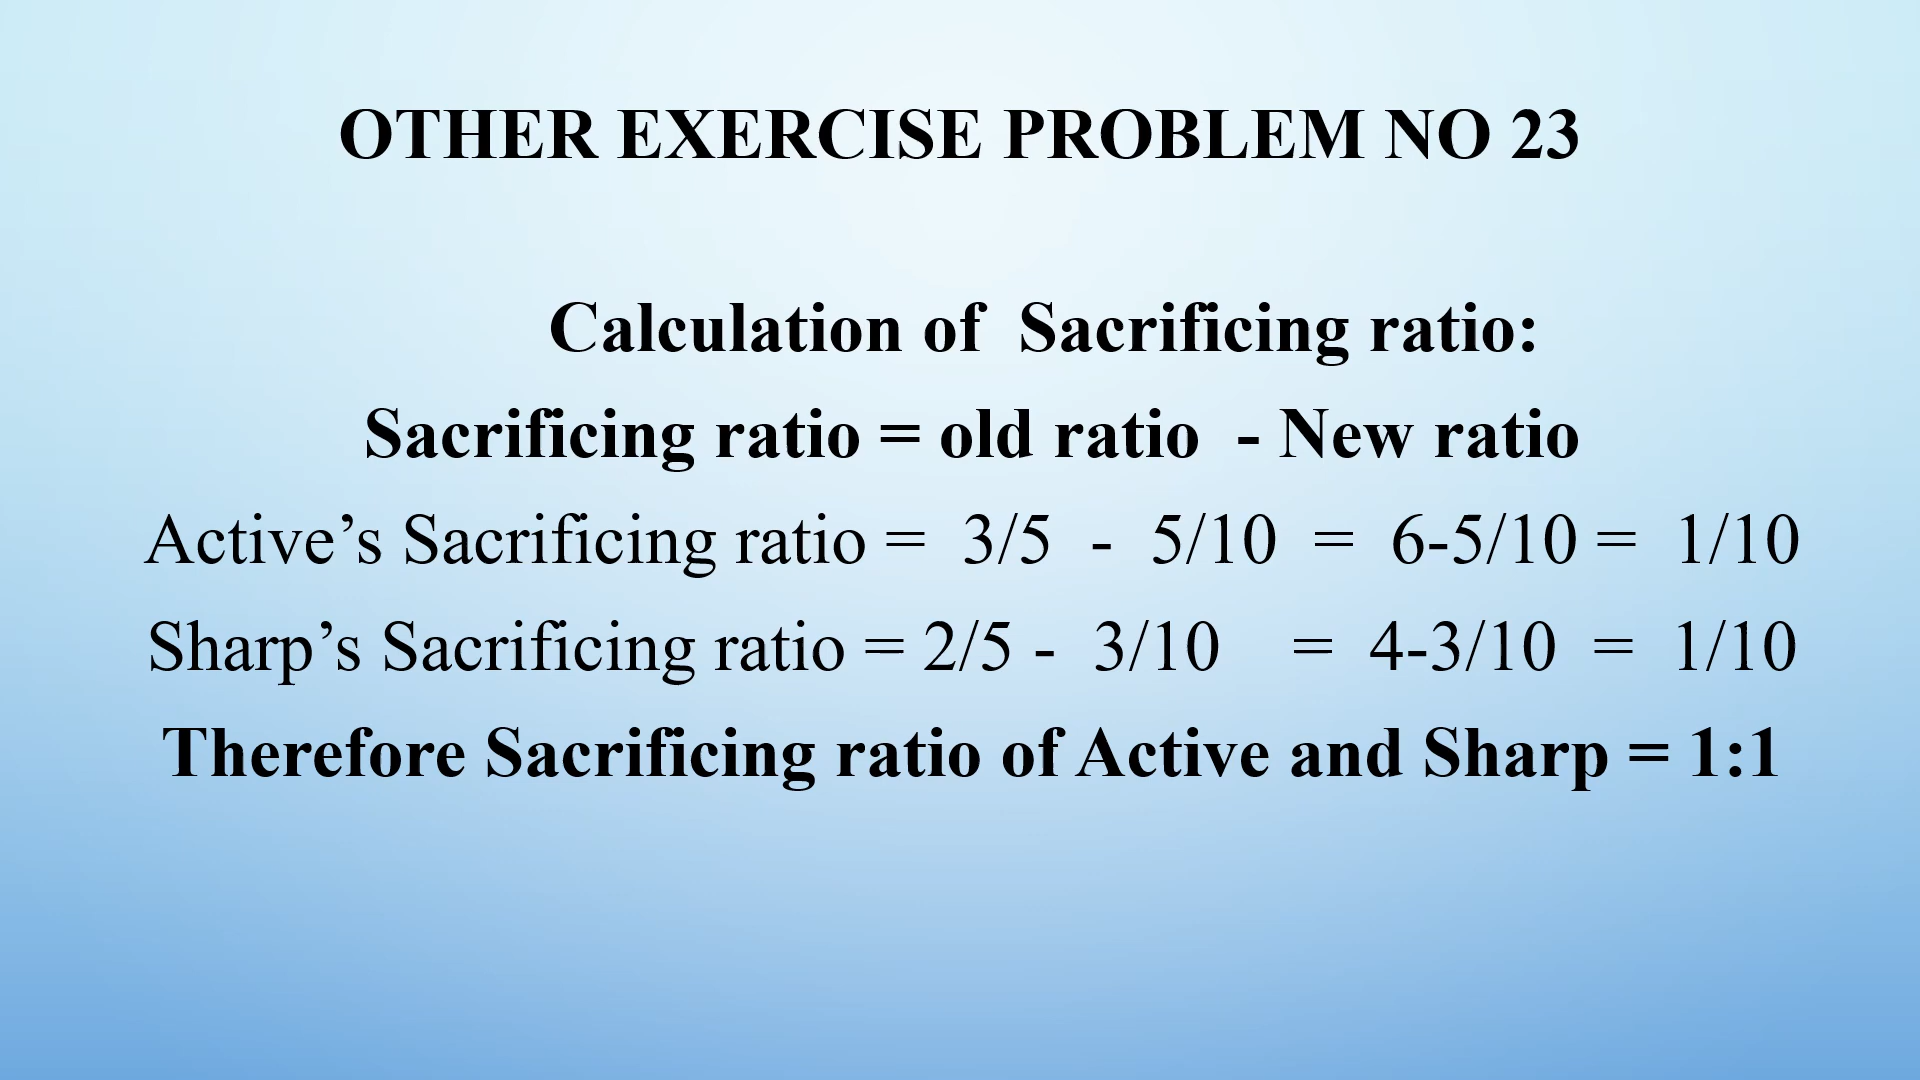 OTHER EXERCISE PROBLEM NO 23
Calculation of Sacrificing ratio:
Sacrificing ratio = old ratio - New ratio
Active’s Sacrificing ratio = 3/5 - 5/10 = 6-5/10 = 1/10
Sharp’s Sacrificing ratio = 2/5 - 3/10 = 4-3/10 = 1/10
Therefore Sacrificing ratio of Active and Sharp = 1:1